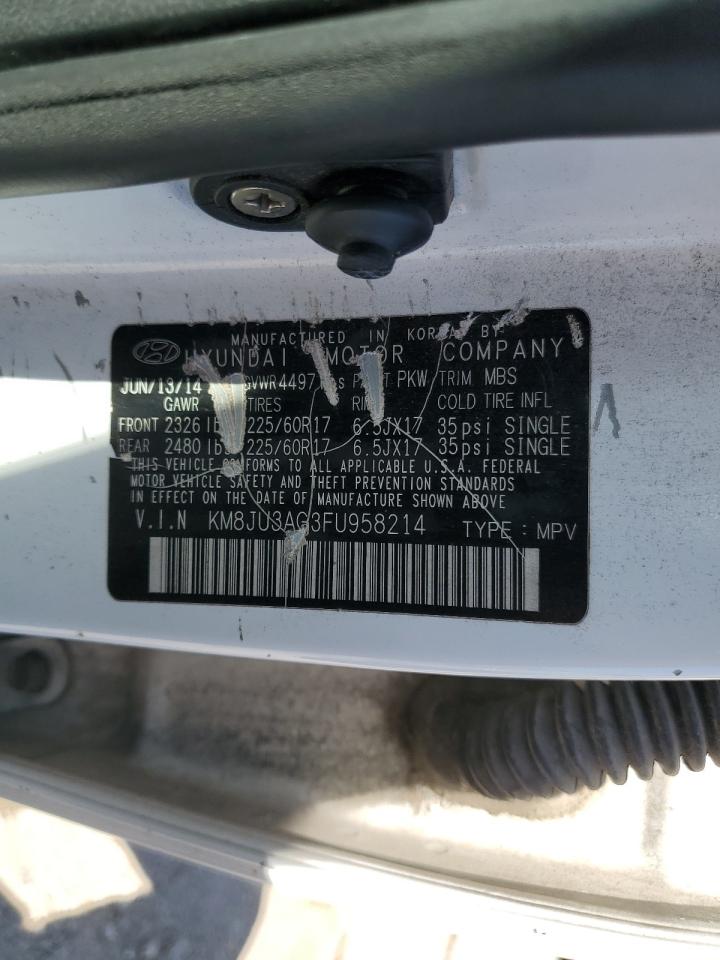 MANUFACTURED IN KOREA BY
HYUNDAI MOTOR COMPANY
JUN/13/14 GVWR 4497 PKW TRIM MBS
GAWR TIRES COLD TIRE INFL
FRONT 2326 225/60R17 6.5JX17 35psi SINGLE
REAR 2480 lbs 225/60R17 6.5JX17 35psi SINGLE
THIS VEHICLE CONFORMS TO ALL APPLICABLE U.S.A. FEDERAL
MOTOR VEHICLE SAFETY AND THEFT PREVENTION STANDARDS
IN EFFECT ON THE DATE OF MANUFACTURE SHOWN ABOVE
V.I.N KM8JU3AG3FU958214 TYPE : MPV